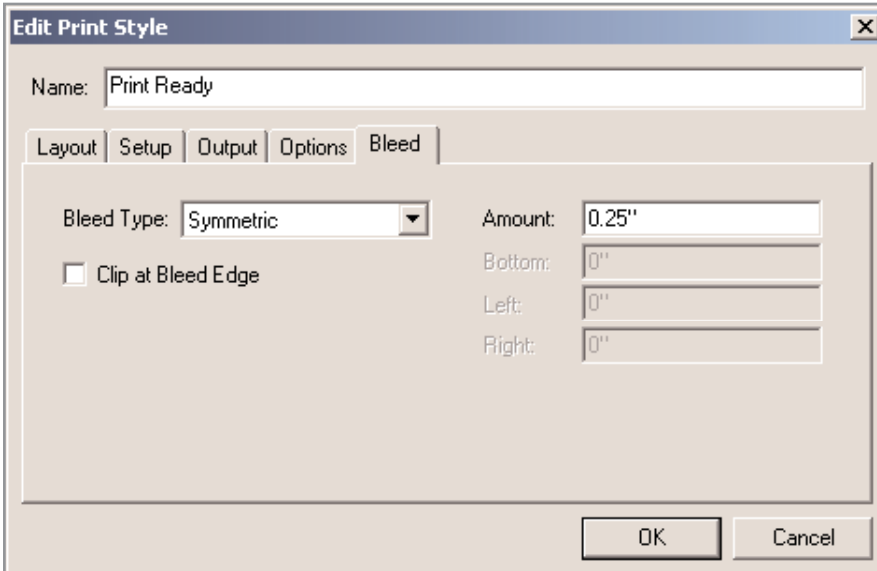 Edit Print Style
Name: Print Ready
Layout Setup Output Options Bleed
Bleed Type: Symmetric
Clip at Bleed Edge
Amount: 0.25"
Bottom: 0"
Left: 0"
Right: 0"
OK Cancel